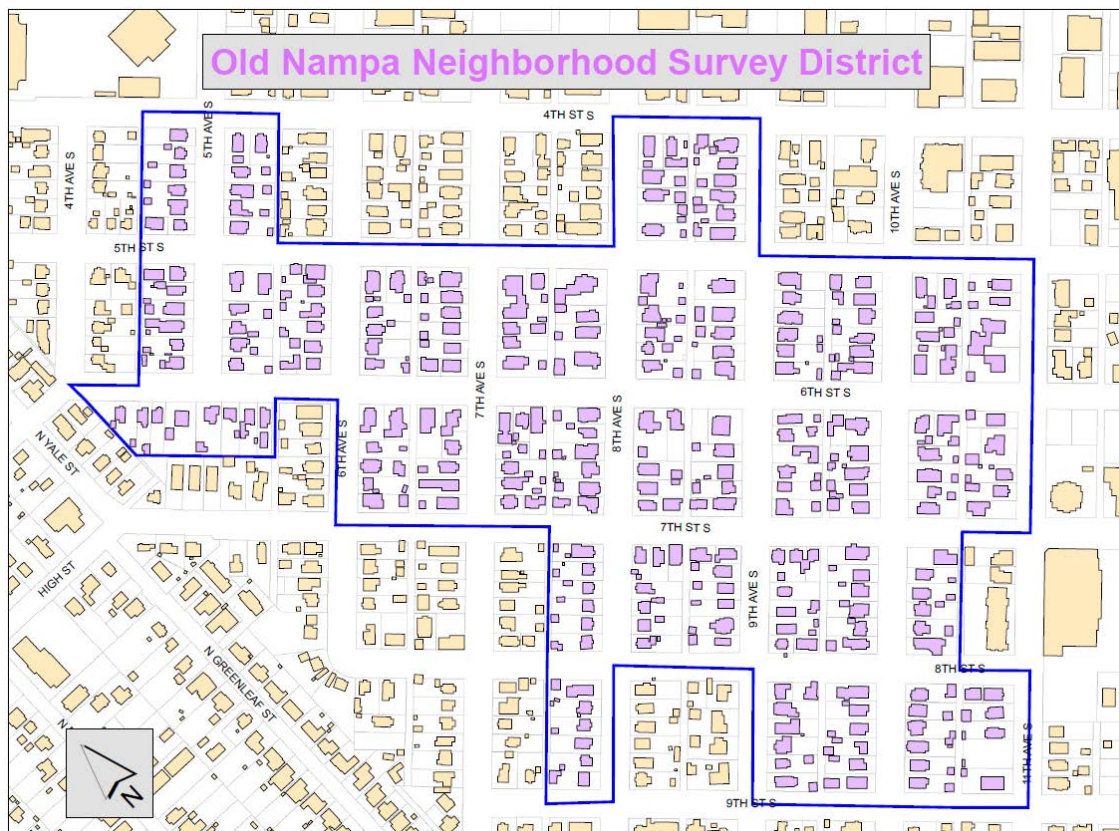 Old Nampa Neighborhood Survey District
4TH ST S
5TH AVE S
4TH AVE S
10TH AVE S
5TH ST S
7TH AVE S
6TH ST S
8TH AVE S
6TH AVE S
N YALE ST
7TH ST S
HIGH ST
9TH AVE S
8TH ST S
N GREENLEAF ST
11TH AVE S
9TH ST S
N